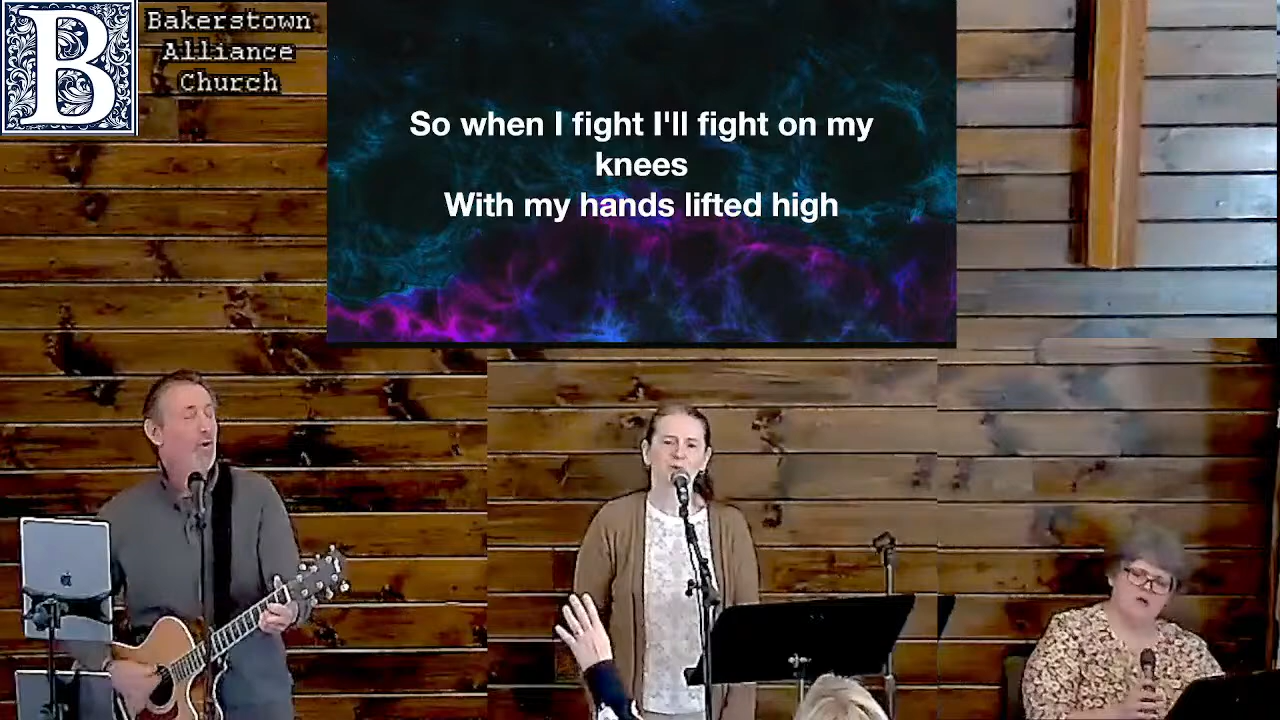 B
Bakerstown
Alliance
Church
So when I fight I'll fight on my
knees
With my hands lifted high